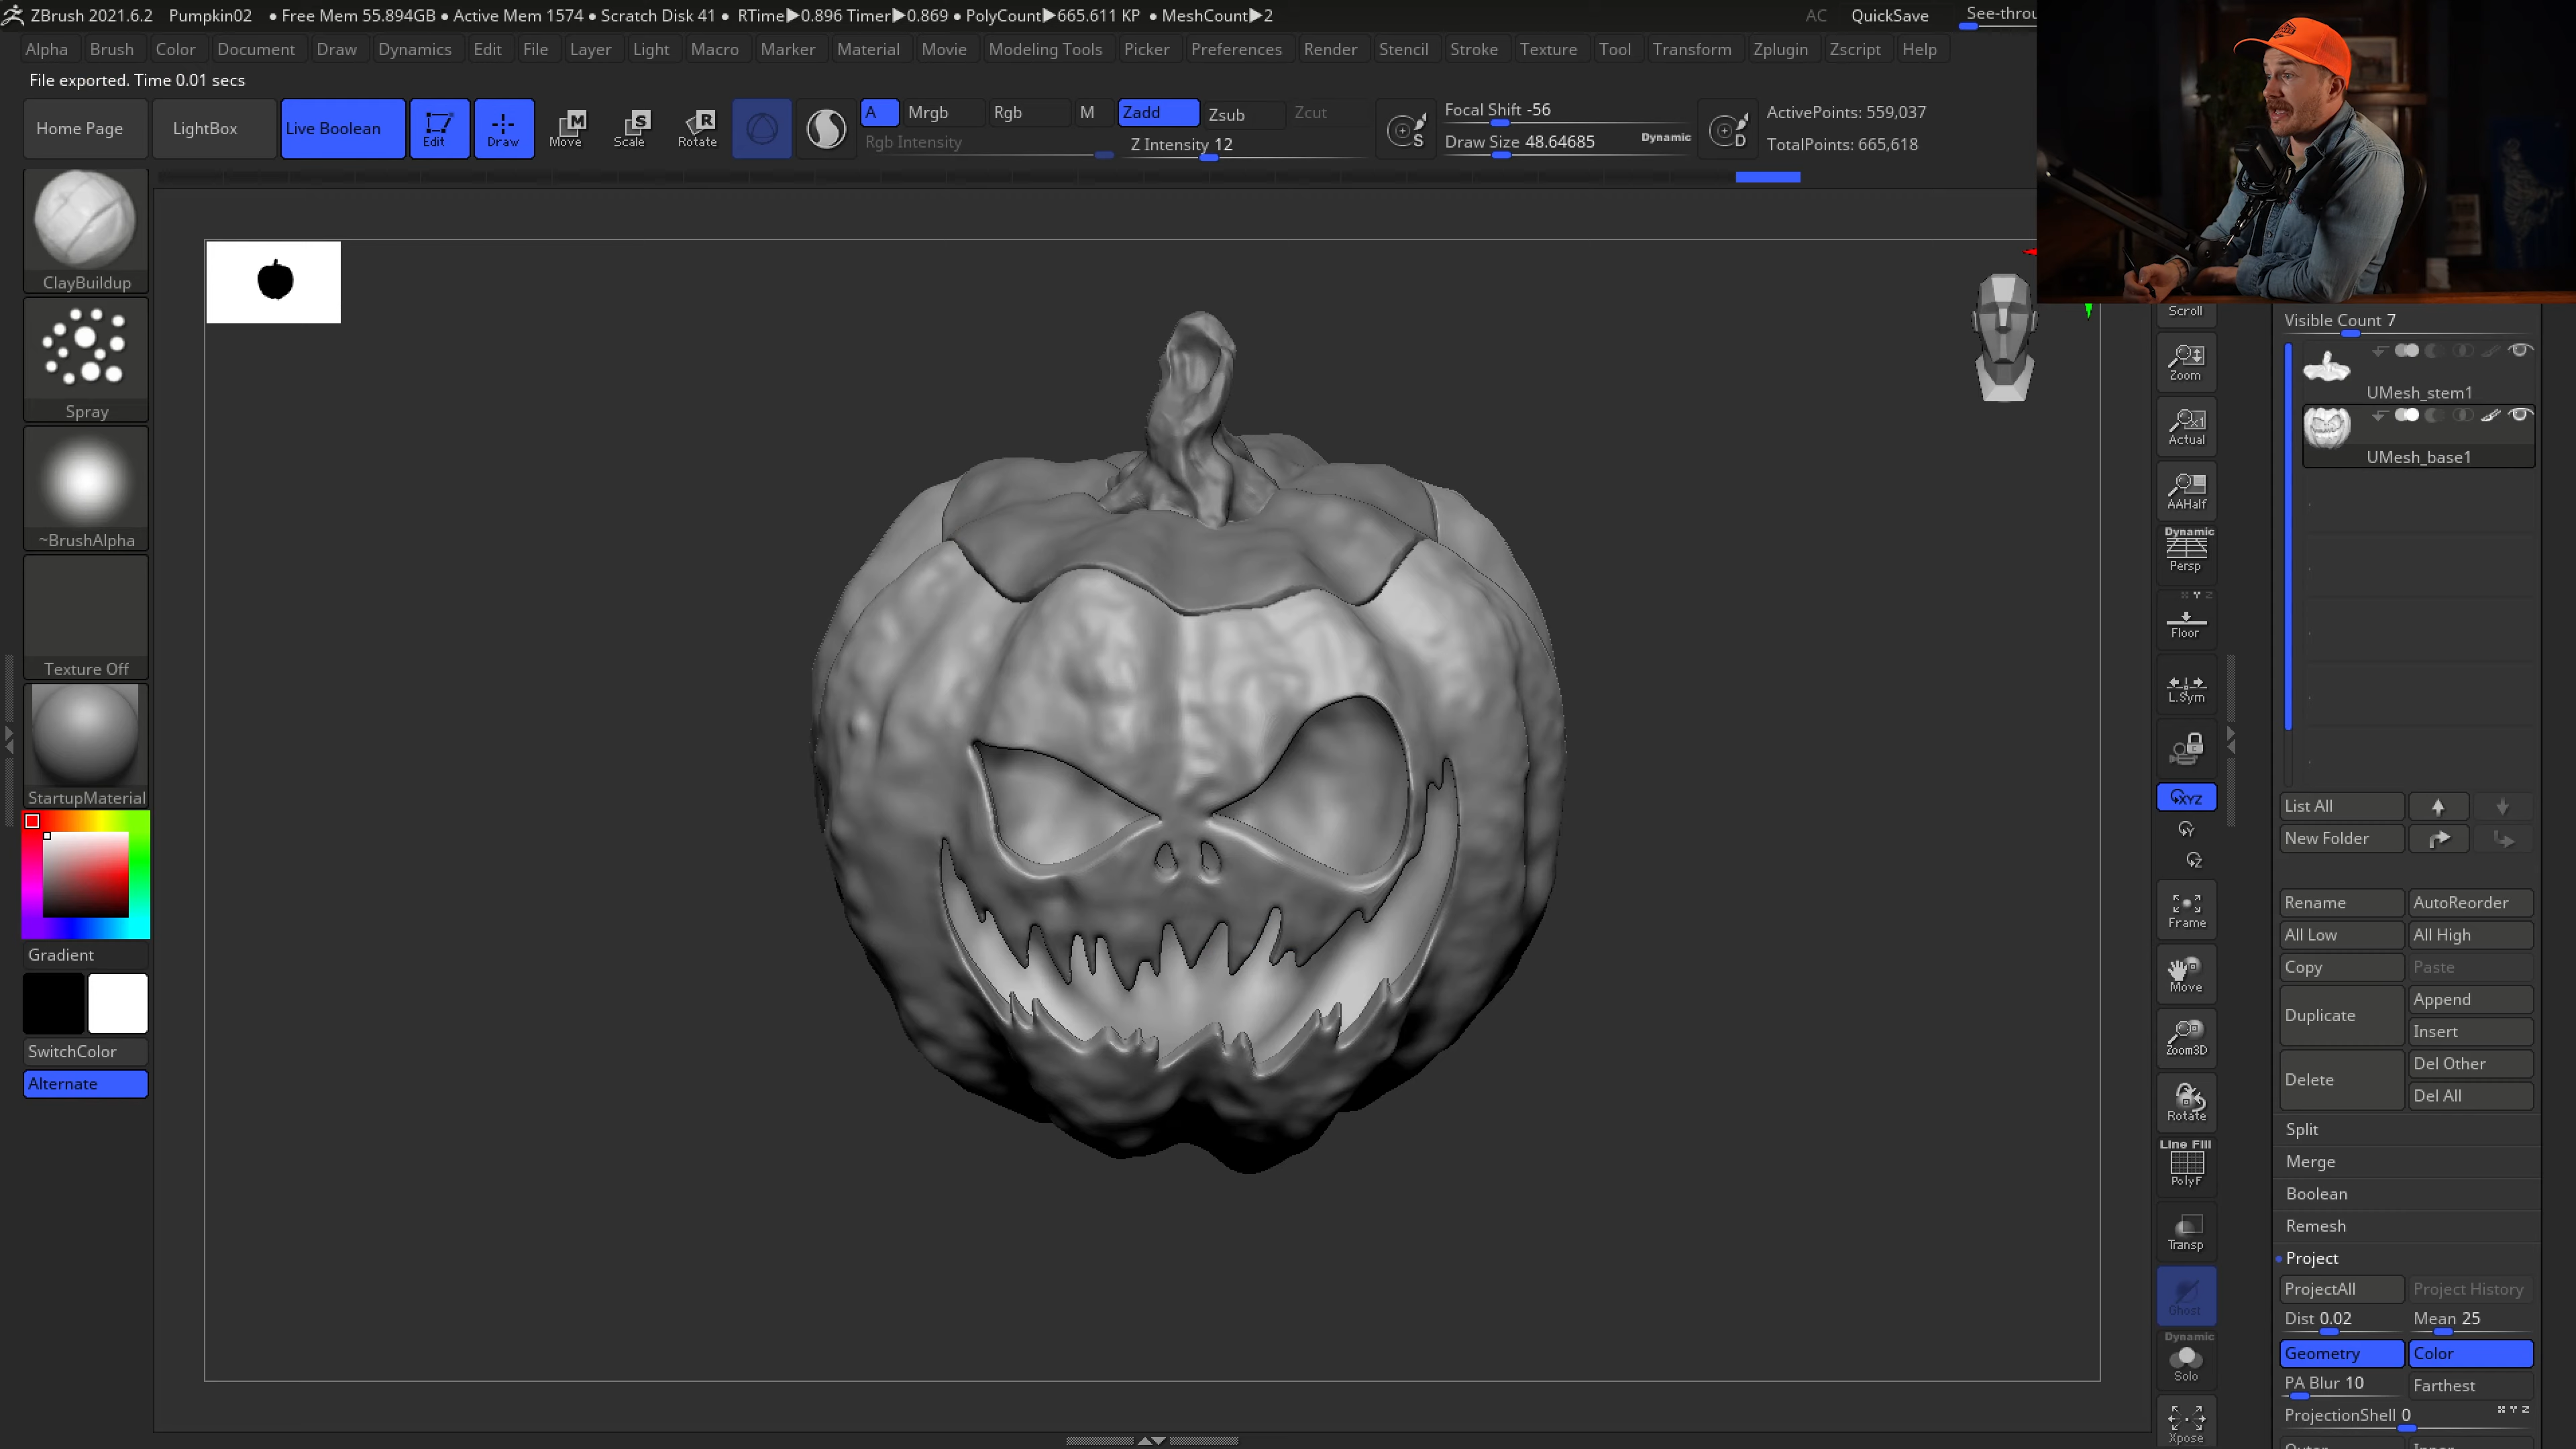 ZBrush 2021.6.2 Pumpkin02 • Free Mem 55.894GB • Active Mem 1574 • Scratch Disk 41 • RTime▶0.896 Timer▶0.869 • PolyCount▶665.611 KP • MeshCount▶2 AC QuickSave See-throu
Alpha Brush Color Document Draw Dynamics Edit File Layer Light Macro Marker Material Movie Modeling Tools Picker Preferences Render Stencil Stroke Texture Tool Transform Zplugin Zscript Help
File exported. Time 0.01 secs
Home Page LightBox Live Boolean Edit Draw Move Scale Rotate
M S R
A Mrgb Rgb M Zadd Zsub Zcut
Rgb Intensity Z Intensity 12
S Focal Shift -56
Draw Size 48.64685 Dynamic
D ActivePoints: 559,037
TotalPoints: 665,618
ClayBuildup
Spray
~BrushAlpha
Texture Off
StartupMaterial
Gradient
SwitchColor
Alternate
Scroll
Zoom
x1
Actual
AAHalf
Dynamic
Persp
X Y Z
Floor
L.Sym
XYZ
Y
Z
Frame
Move
Zoom3D
Rotate
Line Fill
PolyF
Transp
Ghost
Dynamic
Solo
Xpose
Visible Count 7
UMesh_stem1
UMesh_base1
List All
New Folder
Rename AutoReorder
All Low All High
Copy Paste
Duplicate Append
Insert
Delete Del Other
Del All
Split
Merge
Boolean
Remesh
Project
ProjectAll Project History
Dist 0.02 Mean 25
Geometry Color
PA Blur 10 Farthest
ProjectionShell 0 X Y Z